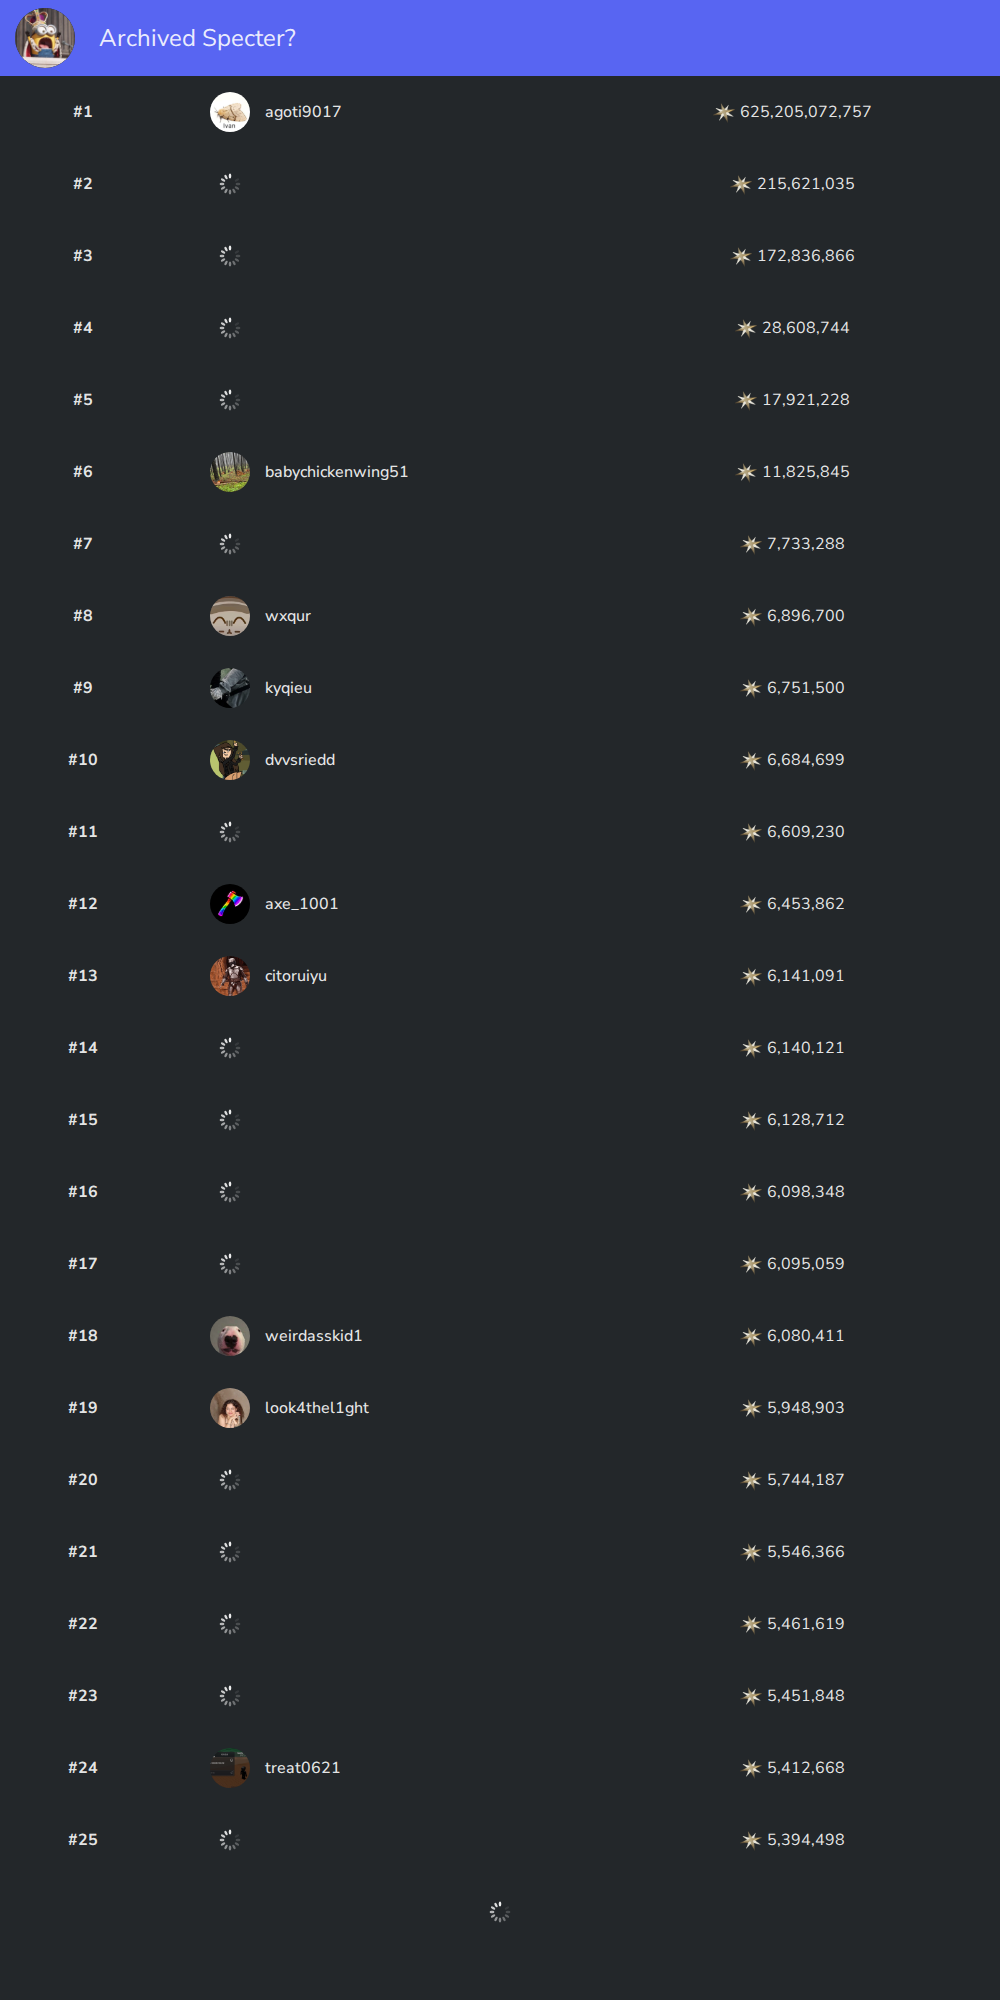 Archived Specter?
#1 agoti9017 625,205,072,757
#2 215,621,035
#3 172,836,866
#4 28,608,744
#5 17,921,228
#6 babychickenwing51 11,825,845
#7 7,733,288
#8 wxqur 6,896,700
#9 kyqieu 6,751,500
#10 dvvsriedd 6,684,699
#11 6,609,230
#12 axe_1001 6,453,862
#13 citoruiyu 6,141,091
#14 6,140,121
#15 6,128,712
#16 6,098,348
#17 6,095,059
#18 weirdasskid1 6,080,411
#19 look4thel1ght 5,948,903
#20 5,744,187
#21 5,546,366
#22 5,461,619
#23 5,451,848
#24 treat0621 5,412,668
#25 5,394,498